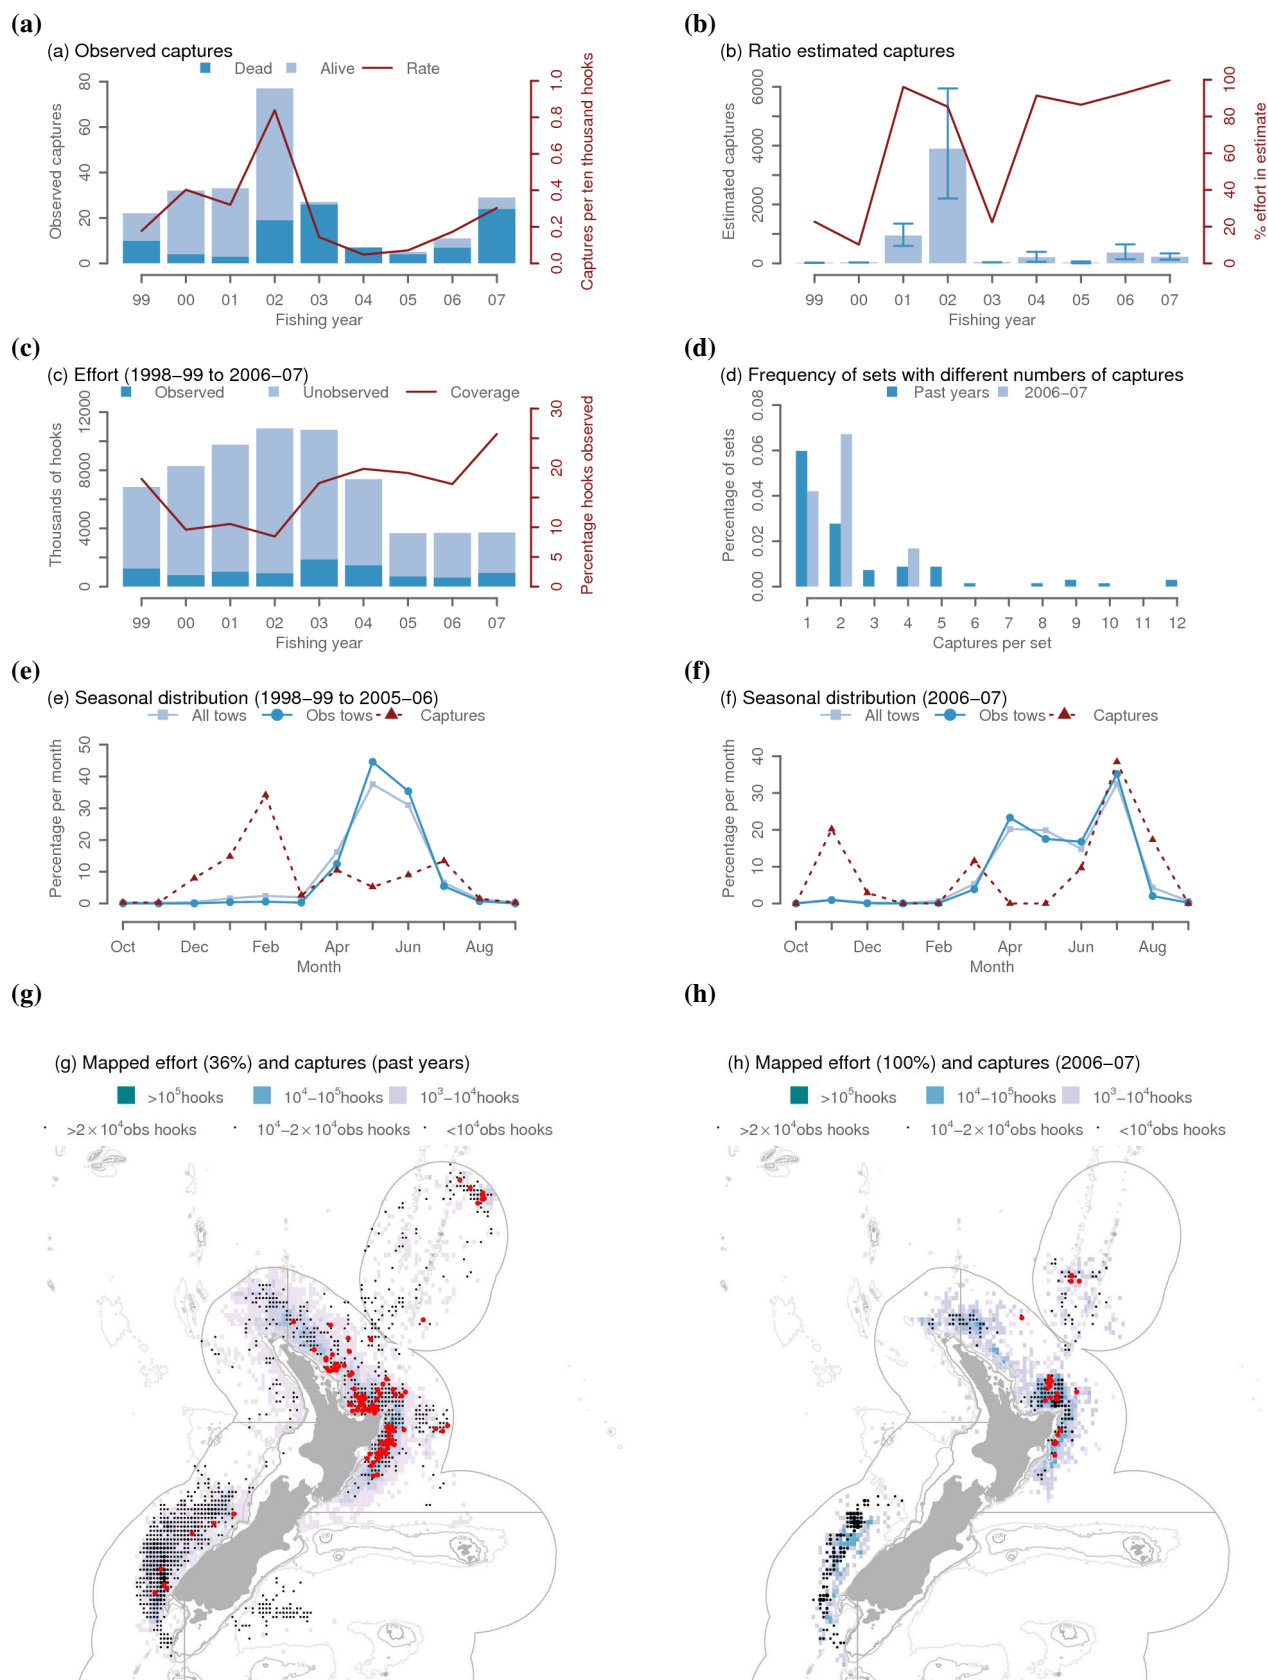 (a)
(a) Observed captures
Dead Alive Rate
Observed captures
0 20 40 60 80
0.0 0.2 0.4 0.6 0.8 1.0
Captures per ten thousand hooks
99 00 01 02 03 04 05 06 07
Fishing year
(b)
(b) Ratio estimated captures
Estimated captures
0 2000 4000 6000
0 20 40 60 80 100
% effort in estimate
99 00 01 02 03 04 05 06 07
Fishing year
(c)
(c) Effort (1998–99 to 2006–07)
Observed Unobserved Coverage
Thousands of hooks
0 4000 8000 12000
0 5 10 20 30
Percentage hooks observed
99 00 01 02 03 04 05 06 07
Fishing year
(d)
(d) Frequency of sets with different numbers of captures
Past years 2006–07
Percentage of sets
0.00 0.02 0.04 0.06 0.08
1 2 3 4 5 6 7 8 9 10 11 12
Captures per set
(e)
(e) Seasonal distribution (1998–99 to 2005–06)
All tows Obs tows Captures
Percentage per month
0 10 20 30 40 50
Oct Dec Feb Apr Jun Aug
Month
(f)
(f) Seasonal distribution (2006–07)
All tows Obs tows Captures
Percentage per month
0 10 20 30 40
Oct Dec Feb Apr Jun Aug
Month
(g)
(g) Mapped effort (36%) and captures (past years)
>10⁵hooks 10⁴–10⁵hooks 10³–10⁴hooks
>2×10⁴obs hooks 10⁴–2×10⁴obs hooks <10⁴obs hooks
(h)
(h) Mapped effort (100%) and captures (2006–07)
>10⁵hooks 10⁴–10⁵hooks 10³–10⁴hooks
>2×10⁴obs hooks 10⁴–2×10⁴obs hooks <10⁴obs hooks